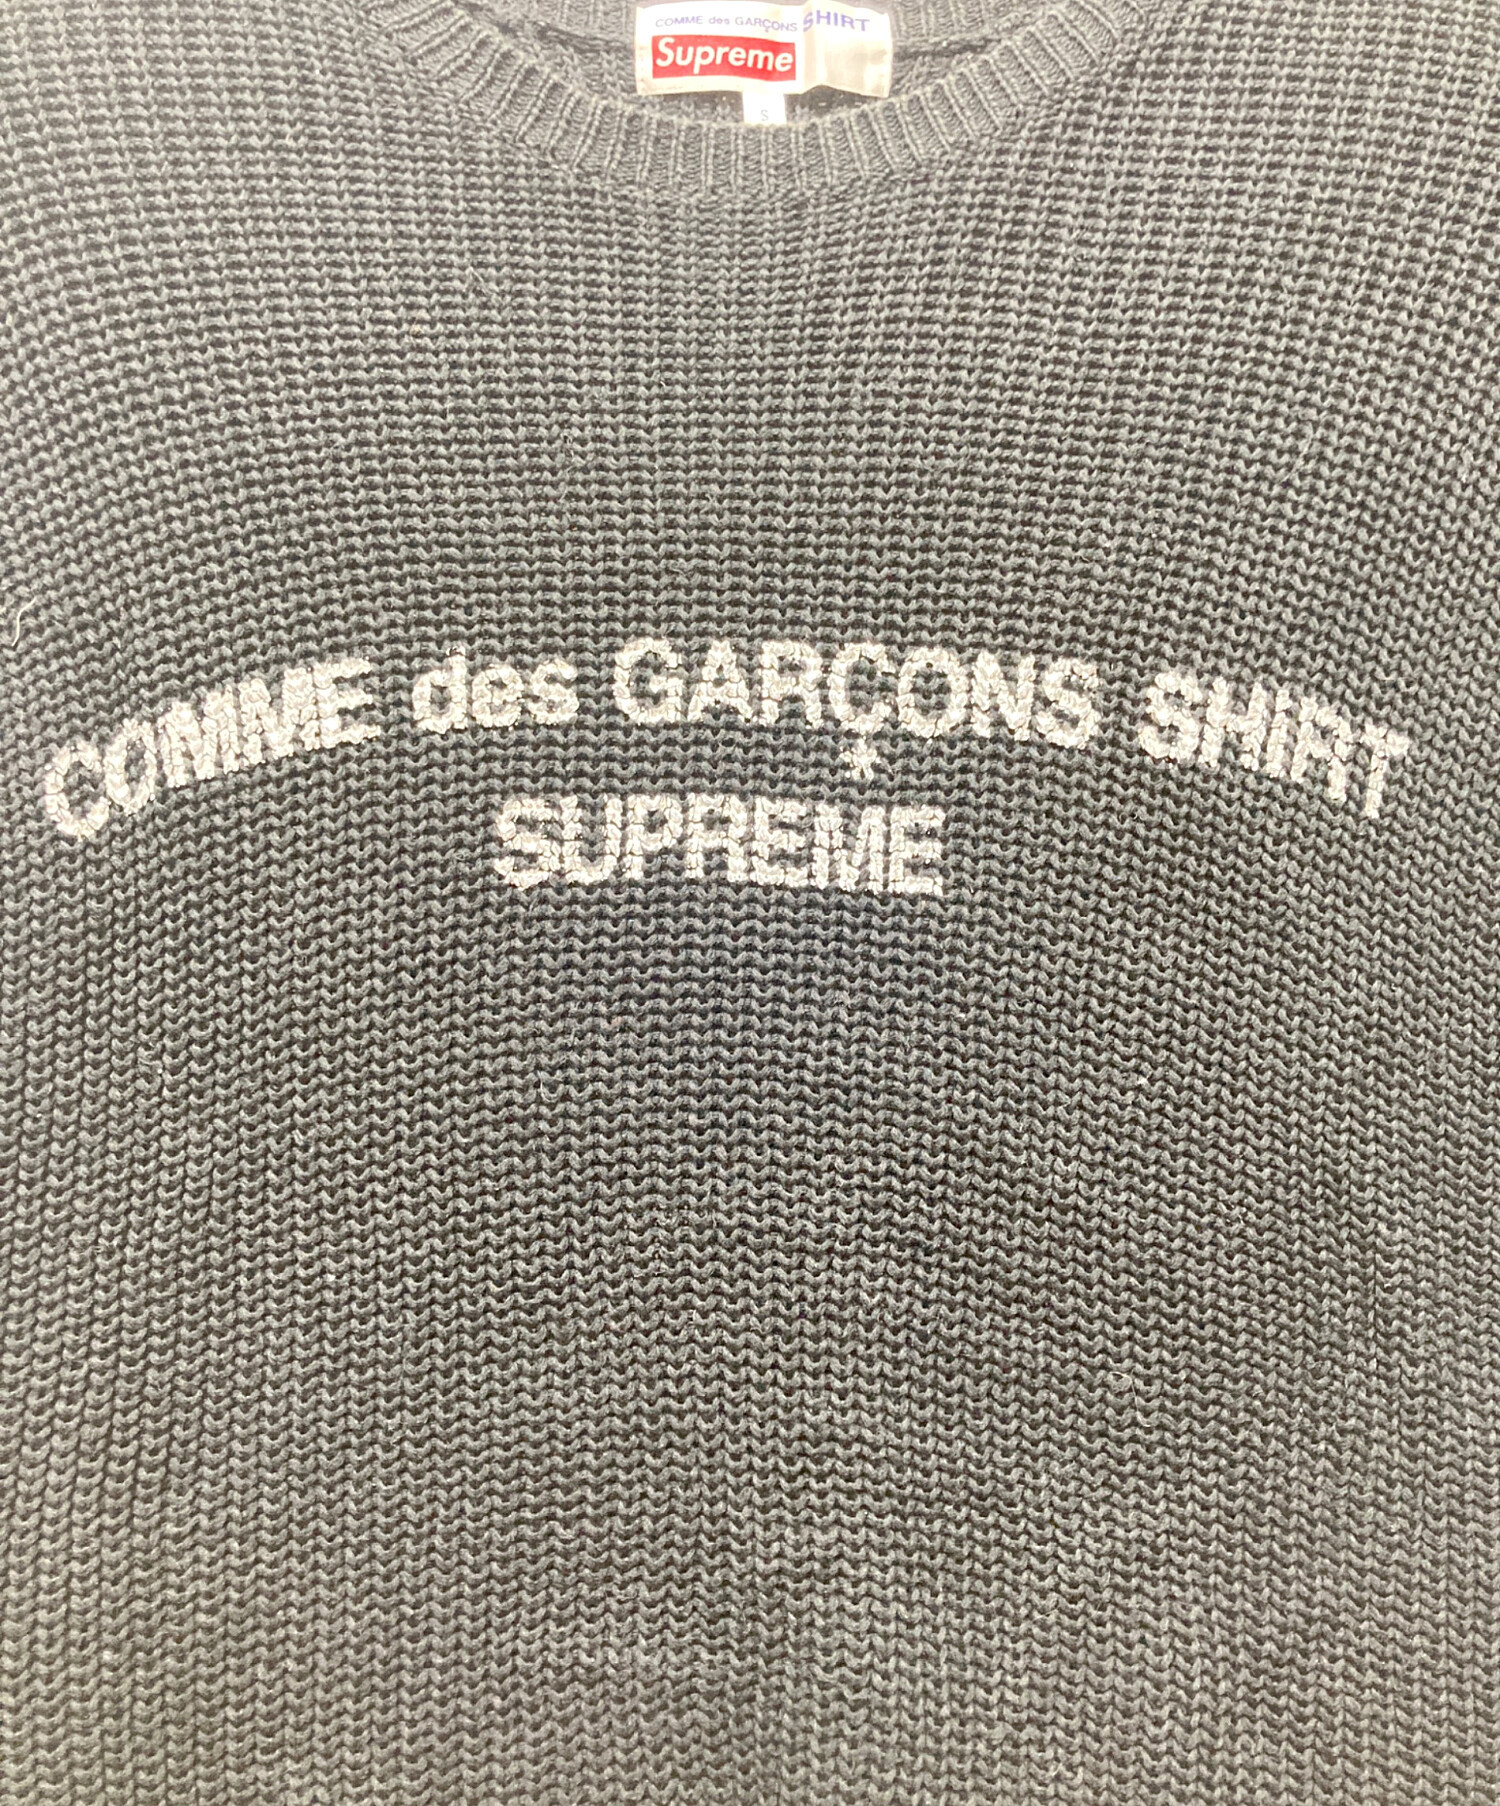 COMME des GARÇONS SHIRT
Supreme
S
COMME des GARÇONS SHIRT
*
SUPREME